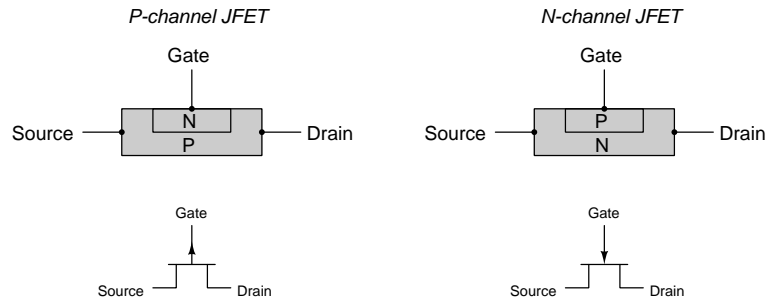 P-channel JFET
Gate
Source
N
P
Drain
Gate
Source
Drain
N-channel JFET
Gate
Source
P
N
Drain
Gate
Source
Drain